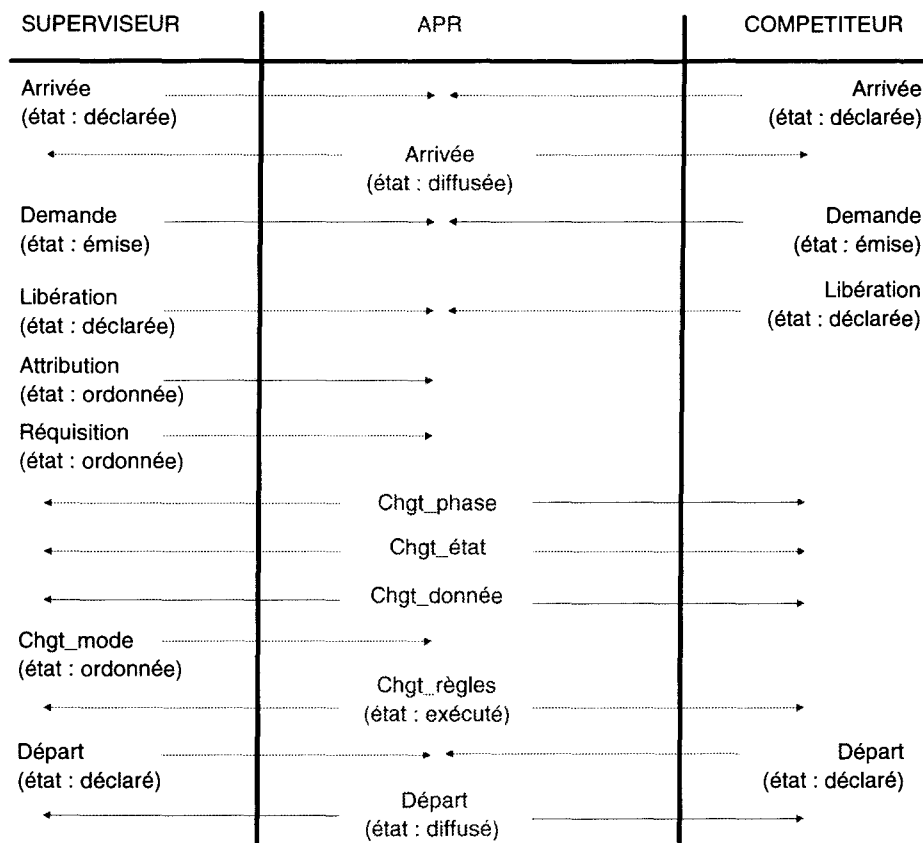 SUPERVISEUR APR COMPETITEUR
Arrivée Arrivée
(état : déclarée) (état : déclarée)
Arrivée
(état : diffusée)
Demande Demande
(état : émise) (état : émise)
Libération Libération
(état : déclarée) (état : déclarée)
Attribution
(état : ordonnée)
Réquisition
(état : ordonnée)
Chgt_phase
Chgt_état
Chgt_donnée
Chgt_mode
(état : ordonnée)
Chgt_règles
(état : exécuté)
Départ Départ
(état : déclaré) (état : déclaré)
Départ
(état : diffusé)